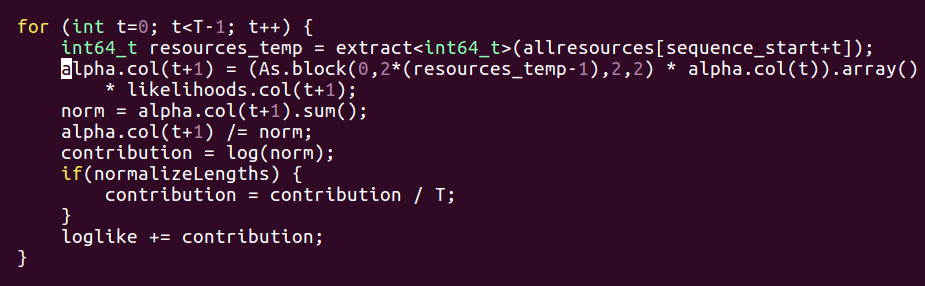 for (int t=0; t<T-1; t++) {
    int64_t resources_temp = extract<int64_t>(allresources[sequence_start+t]);
    alpha.col(t+1) = (As.block(0,2*(resources_temp-1),2,2) * alpha.col(t)).array()
        * likelihoods.col(t+1);
    norm = alpha.col(t+1).sum();
    alpha.col(t+1) /= norm;
    contribution = log(norm);
    if(normalizeLengths) {
        contribution = contribution / T;
    }
    loglike += contribution;
}